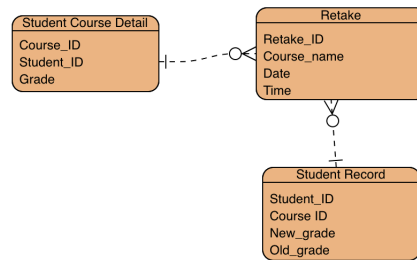 Student Course Detail
Course_ID
Student_ID
Grade
Retake
Retake_ID
Course_name
Date
Time
Student Record
Student_ID
Course ID
New_grade
Old_grade